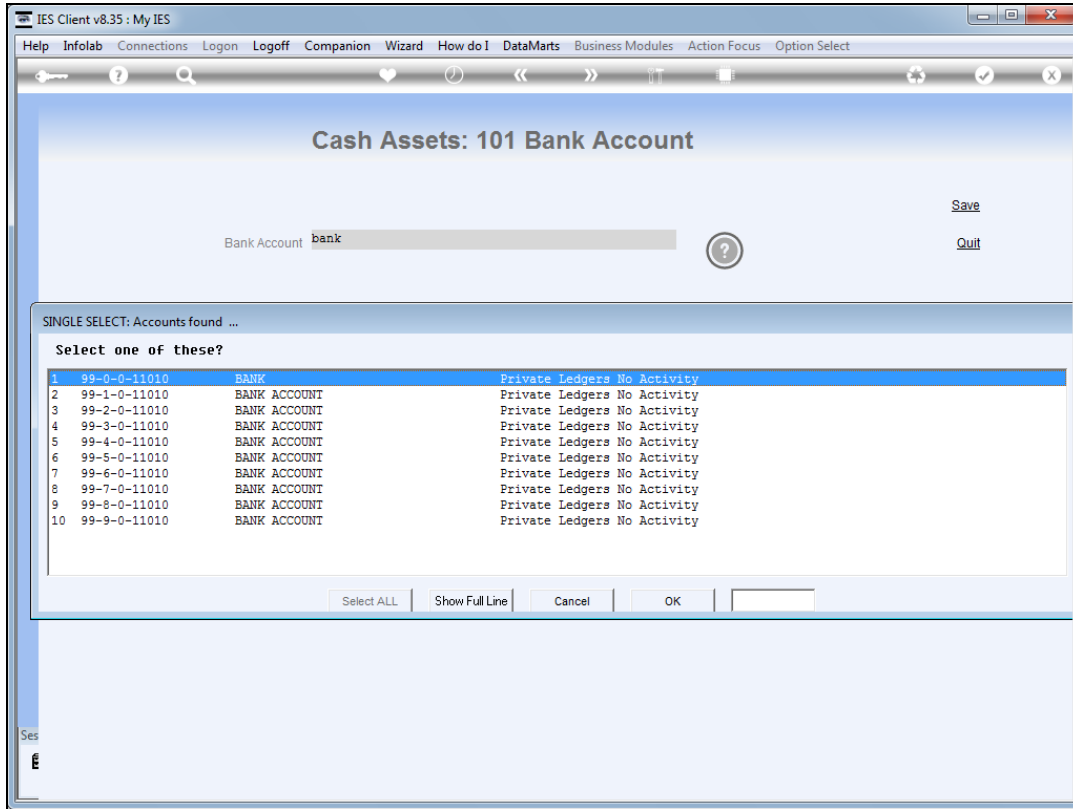 IES Client v8.35 : My IES
Help Infolab Connections Logon Logoff Companion Wizard How do I DataMarts Business Modules Action Focus Option Select
Cash Assets: 101 Bank Account
Save
Bank Account bank
Quit
SINGLE SELECT: Accounts found ...
Select one of these?
1 99-0-0-11010 BANK Private Ledgers No Activity
2 99-1-0-11010 BANK ACCOUNT Private Ledgers No Activity
3 99-2-0-11010 BANK ACCOUNT Private Ledgers No Activity
4 99-3-0-11010 BANK ACCOUNT Private Ledgers No Activity
5 99-4-0-11010 BANK ACCOUNT Private Ledgers No Activity
6 99-5-0-11010 BANK ACCOUNT Private Ledgers No Activity
7 99-6-0-11010 BANK ACCOUNT Private Ledgers No Activity
8 99-7-0-11010 BANK ACCOUNT Private Ledgers No Activity
9 99-8-0-11010 BANK ACCOUNT Private Ledgers No Activity
10 99-9-0-11010 BANK ACCOUNT Private Ledgers No Activity
Select ALL Show Full Line Cancel OK
Ses